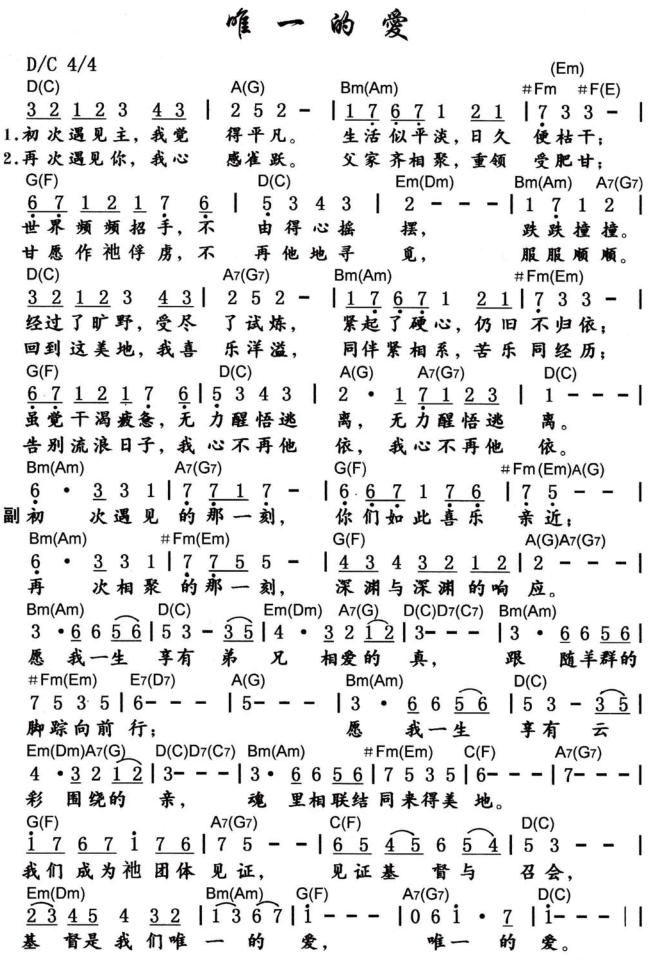 唯一的愛
D/C 4/4
(Em)
D(C) A(G) Bm(Am) #Fm #F(E)
3 2 1 2 3 4 3 | 2 5 2 - | 1 7 6 7 1 2 1 | 7 3 3 - |
1.初次遇见主,我觉 得平凡。 生活似平淡,日久 便枯干;
2.再次遇见你,我心 感雀跃。 父家齐相聚,重领 受肥甘;
G(F) D(C) Em(Dm) Bm(Am) A7(G7)
6 7 1 2 1 7 6 | 5 3 4 3 | 2 - - - | 1 7 1 2 |
世界频频招手,不 由得心摇 摆, 跌跌撞撞。
甘愿作祂俘虏,不 再他地寻 觅, 服服顺顺。
D(C) A7(G7) Bm(Am) #Fm(Em)
3 2 1 2 3 4 3 | 2 5 2 - | 1 7 6 7 1 2 1 | 7 3 3 - |
经过了旷野,受尽 了试炼, 紧起了硬心,仍旧 不归依;
回到这美地,我喜 乐洋溢, 同伴紧相系,苦乐 同经历;
G(F) D(C) A(G) A7(G7) D(C)
6 7 1 2 1 7 6 | 5 3 4 3 | 2 · 1 7 1 2 3 | 1 - - - |
虽觉干渴疲惫,无 力醒悟逃 离, 无力醒悟逃 离。
告别流浪日子,我 心不再他 依, 我心不再他 依。
Bm(Am) A7(G7) G(F) #Fm(Em)A(G)
6 · 3 3 1 | 7 7 1 7 - | 6 6 7 1 7 6 | 7 5 - - |
副初 次遇见 的那一刻, 你们如此喜乐 亲近;
Bm(Am) #Fm(Em) G(F) A(G)A7(G7)
6 · 3 3 1 | 7 7 5 5 - | 4 3 4 3 2 1 2 | 2 - - - |
再 次相聚 的那一刻, 深渊与深渊的响 应。
Bm(Am) D(C) Em(Dm) A7(G) D(C)D7(C7) Bm(Am)
3 · 6 6 5 6 | 5 3 - 3 5 | 4 · 3 2 1 2 | 3 - - - | 3 · 6 6 5 6 |
愿 我一生 享有 弟 兄 相爱的 真, 跟 随羊群的
#Fm(Em) E7(D7) A(G) Bm(Am) D(C)
7 5 3 5 | 6 - - - | 5 - - - | 3 · 6 6 5 6 | 5 3 - 3 5 |
脚踪向前 行; 愿 我一生 享有 云
Em(Dm)A7(G) D(C)D7(C7) Bm(Am) #Fm(Em) C(F) A7(G7)
4 · 3 2 1 2 | 3 - - - | 3 · 6 6 5 6 | 7 5 3 5 | 6 - - - | 7 - - - |
彩 围绕的 亲, 魂 里相联结 同来得美 地。
G(F) A7(G7) C(F) D(C)
1 7 6 7 1 7 6 | 7 5 - - | 6 5 4 5 6 5 4 | 5 3 - - |
我们成为祂团体 见证, 见证基督与 召会,
Em(Dm) Bm(Am) G(F) A7(G7) D(C)
2 3 4 5 4 3 2 | 1 3 6 7 | 1 - - - | 0 6 1 · 7 | 1 - - - ||
基督是我们唯 一 的 爱, 唯一 的 爱。